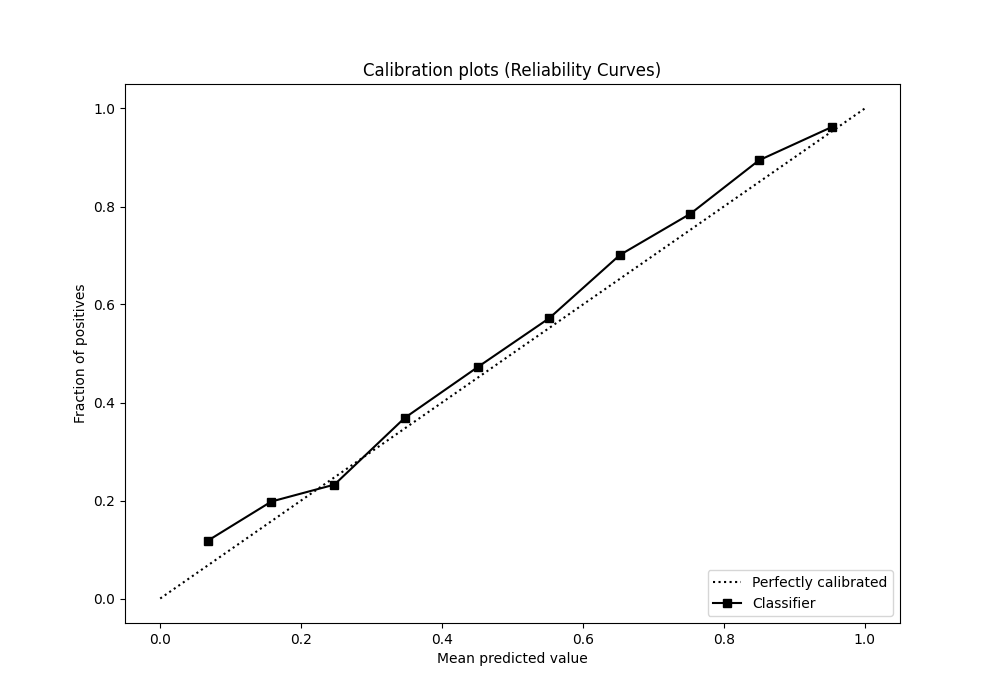 Calibration plots (Reliability Curves)
1.0
0.8
0.6
0.4
0.2
0.0
Fraction of positives
0.0 0.2 0.4 0.6 0.8 1.0
Mean predicted value
Perfectly calibrated
Classifier